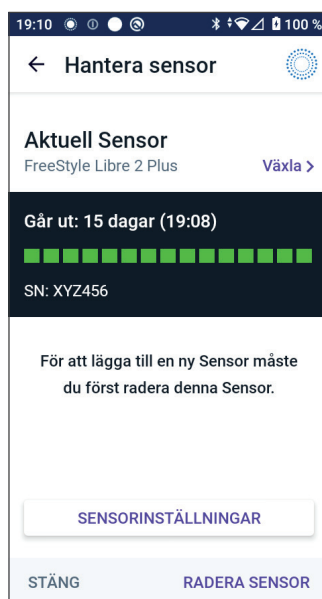 19:10 100 %
Hantera sensor
Aktuell Sensor
FreeStyle Libre 2 Plus
Växla >
Går ut: 15 dagar (19:08)
SN: XYZ456
För att lägga till en ny Sensor måste
du först radera denna Sensor.
SENSORINSTÄLLNINGAR
STÄNG RADERA SENSOR